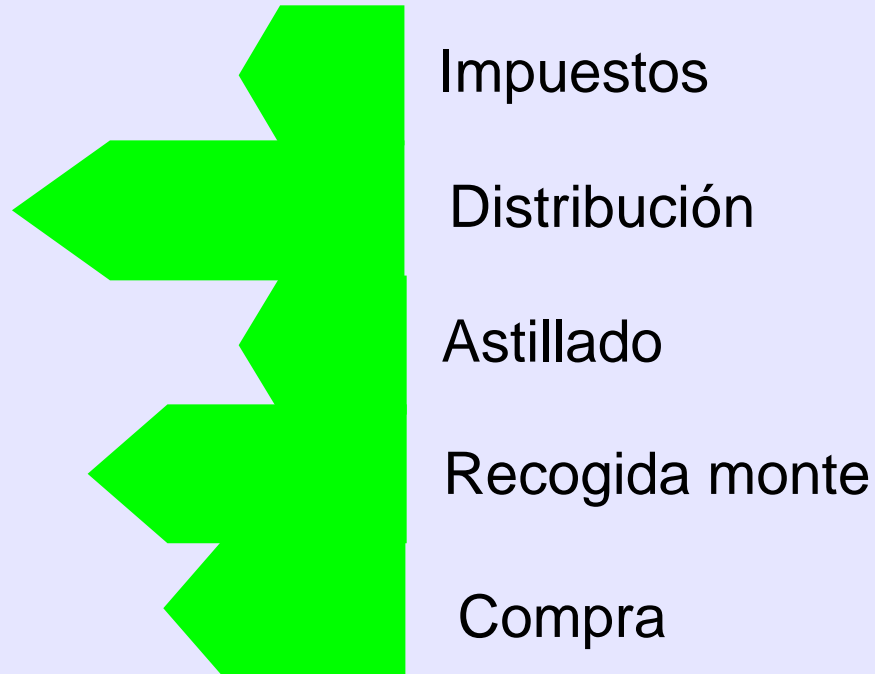 Impuestos
Distribución
Astillado
Recogida monte
Compra